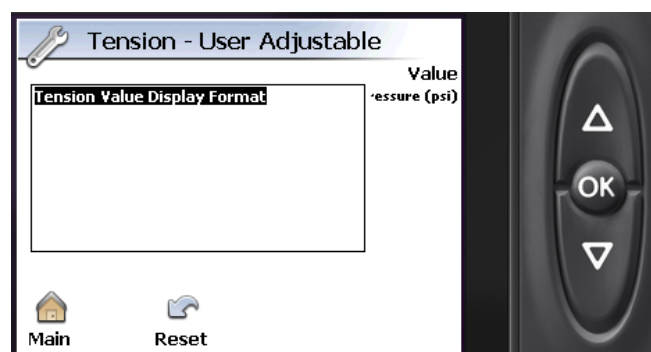 Tension - User Adjustable
Value
Tension Value Display Format
essure (psi)
OK
Main
Reset